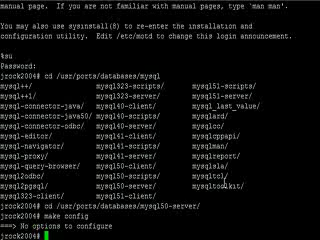 manual page.  If you are not familiar with manual pages, type `man man'.
You may also use sysinstall(8) to re-enter the installation and
configuration utility.  Edit /etc/motd to change this login announcement.
%su
Password:
jrock2004# cd /usr/ports/databases/mysql
mysql++/ mysql323-scripts/ mysql51-scripts/
mysql++1/ mysql323-server/ mysql51-server/
mysql-connector-java/ mysql40-client/ mysql_last_value/
mysql-connector-java50/ mysql40-scripts/ mysqlard/
mysql-connector-odbc/ mysql40-server/ mysqlcc/
mysql-editor/ mysql41-client/ mysqlcppapi/
mysql-navigator/ mysql41-scripts/ mysqlman/
mysql-proxy/ mysql41-server/ mysqlreport/
mysql-query-browser/ mysql50-client/ mysqlsla/
mysql2odbc/ mysql50-scripts/ mysqltcl/
mysql2pgsql/ mysql50-server/ mysqltoolkit/
mysql323-client/ mysql51-client/
jrock2004# cd /usr/ports/databases/mysql50-server/
jrock2004# make config
===> No options to configure
jrock2004#